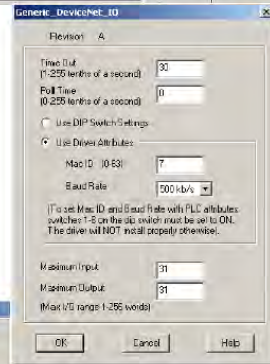 Generic_DeviceNet_IO
Revision A
Time Out
(1-255 tenths of a second) 30
Poll Time
(0-255 tenths of a second) 0
Use DIP Switch Settings
Use Driver Attributes
Mac ID (0-63) 7
Baud Rate 500 kb/s
(To set Mac ID and Baud Rate with PLC attributes
switches 1-8 on the dip switch must be set to ON.
The driver will NOT install properly otherwise).
Maximum Input 31
Maximum Output 31
(Max I/O range 1-256 words)
OK Cancel Help